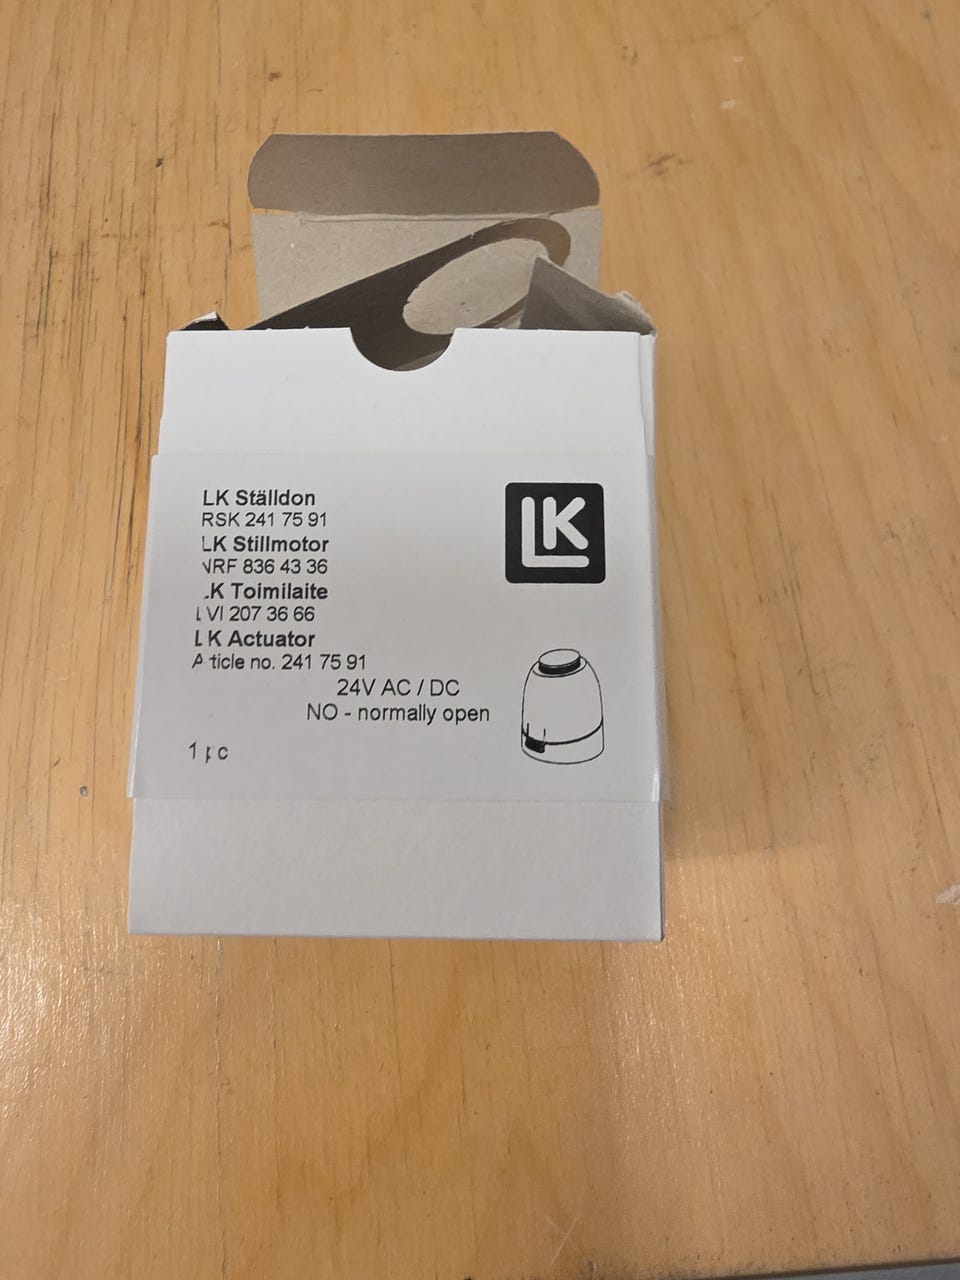 LK Ställdon
RSK 241 75 91
LK Stillmotor
NRF 836 43 36
LK Toimilaite
LVI 207 36 66
LK Actuator
Article no. 241 75 91
24V AC / DC
NO - normally open
1 pc
LK